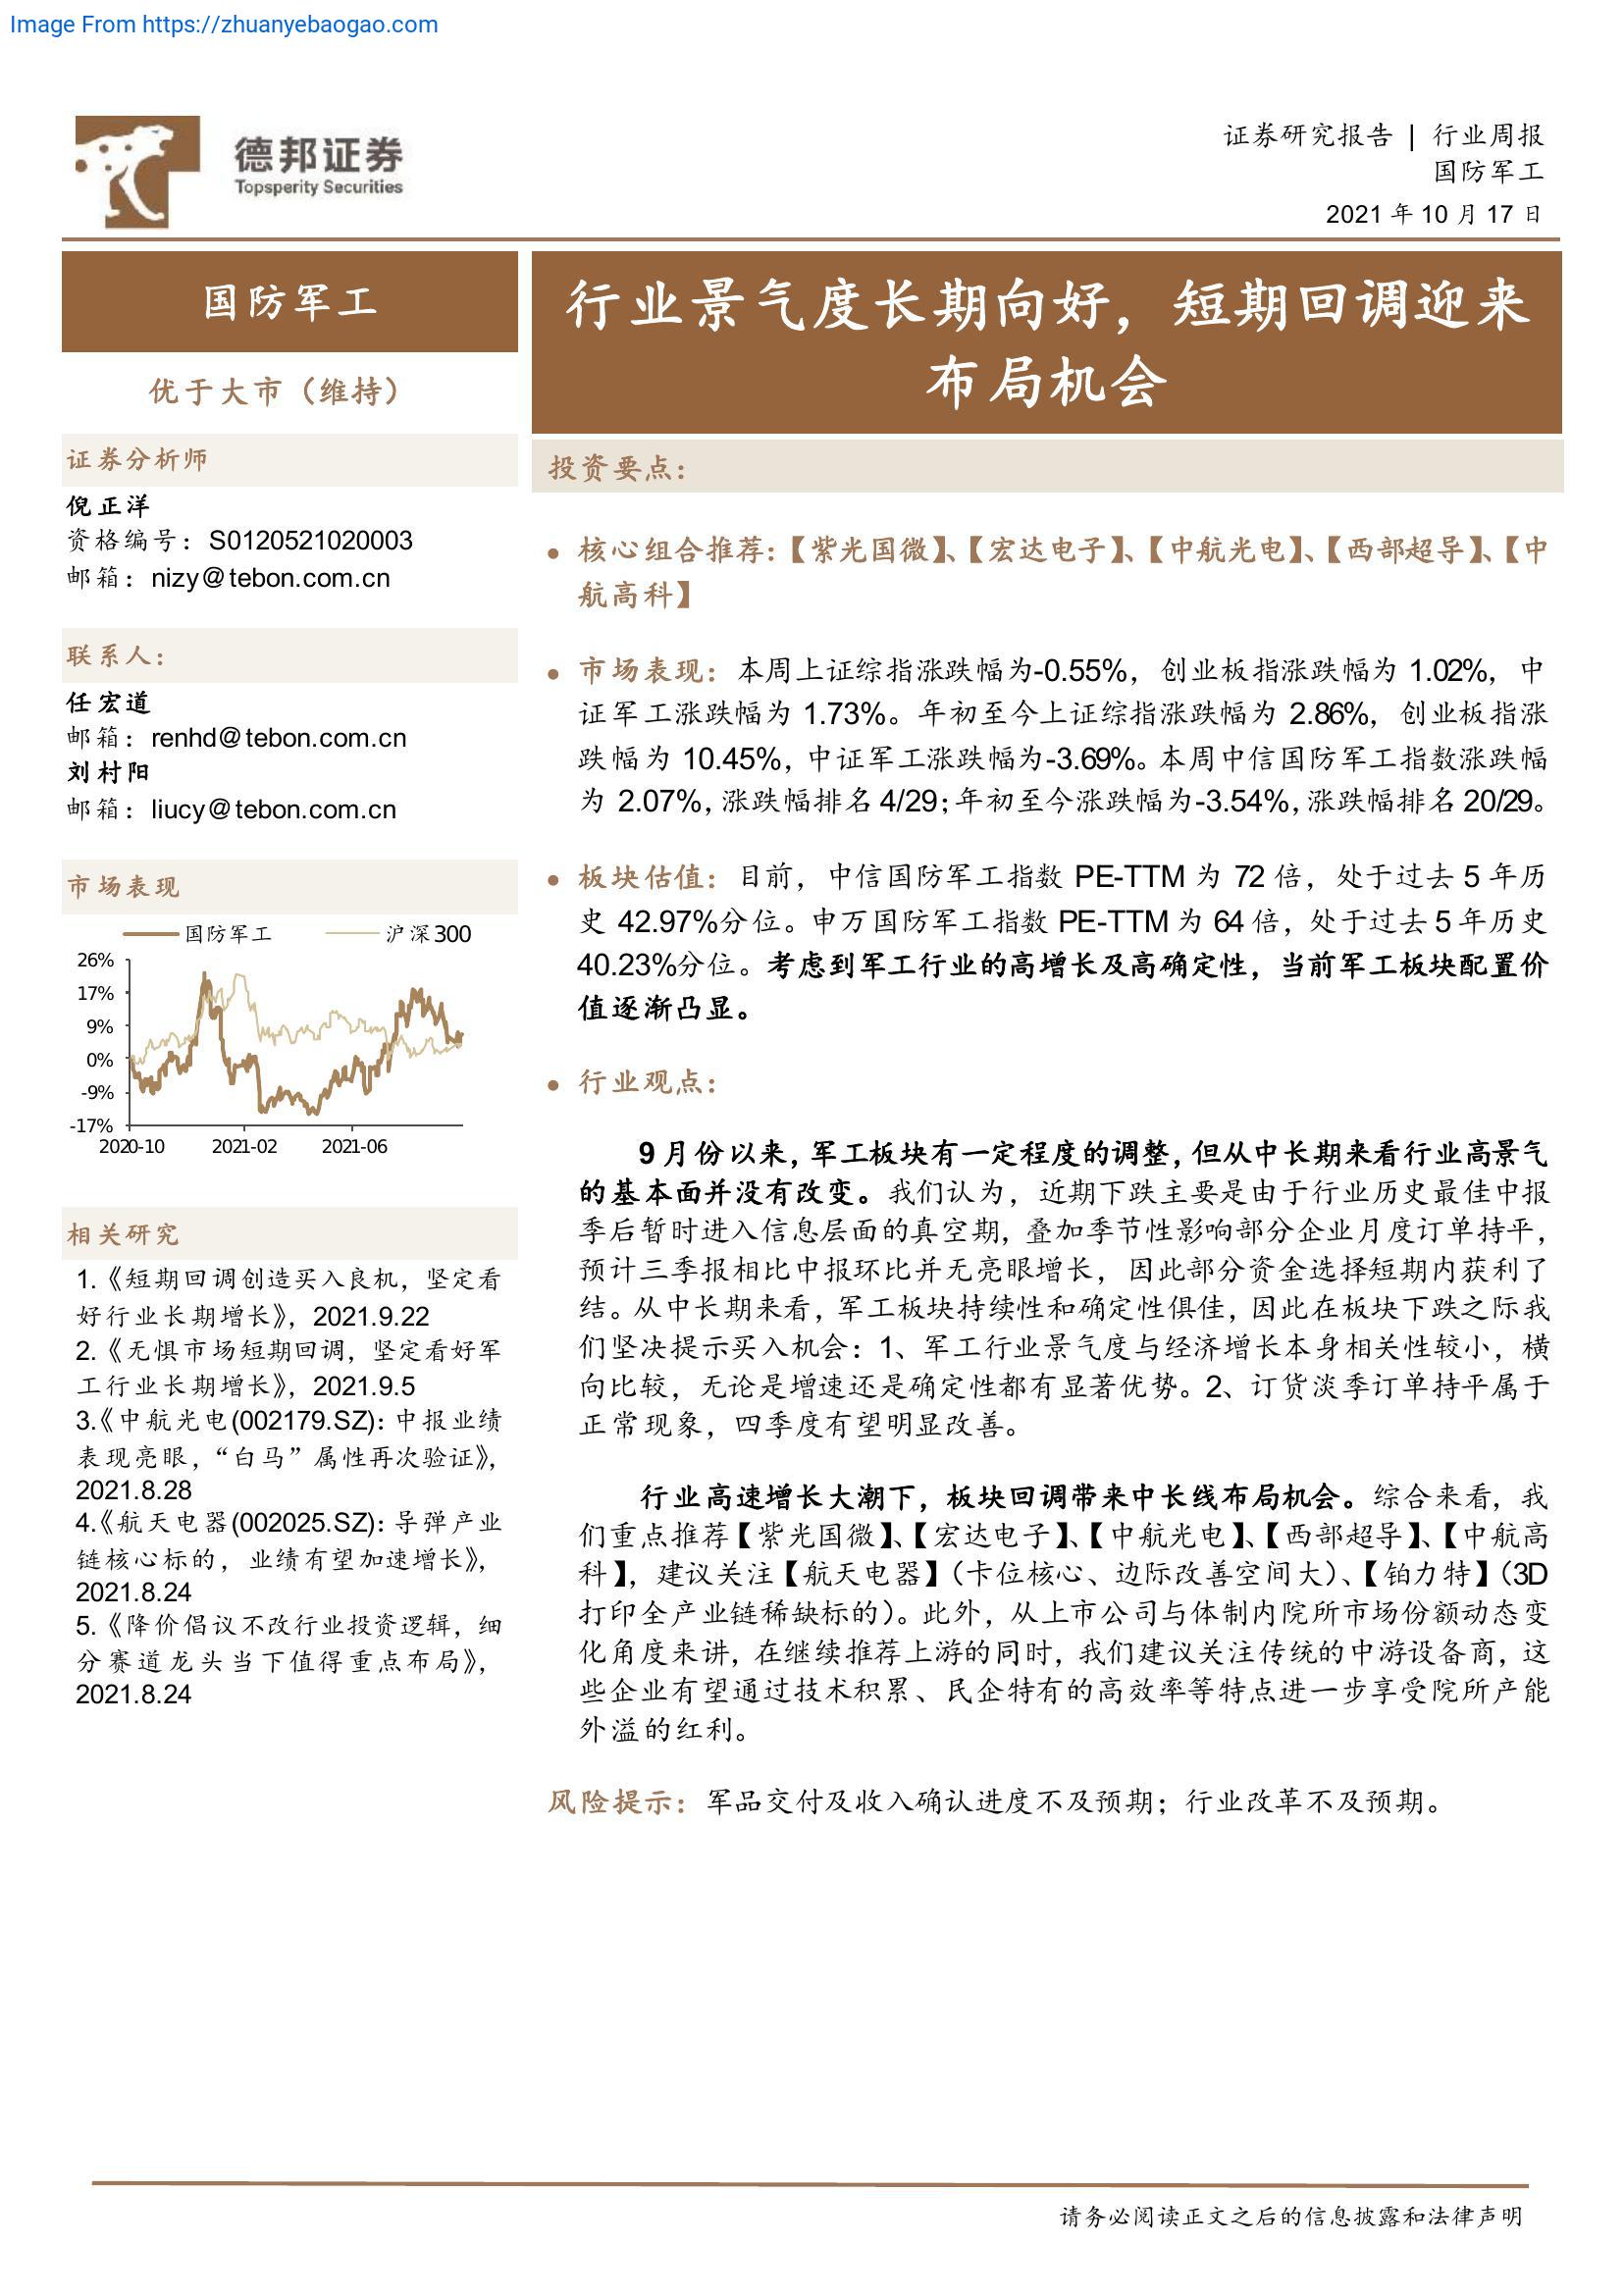 Image From https://zhuanyebaogao.com
德邦证券
Topsperity Securities
证券研究报告 | 行业周报
国防军工
2021 年 10 月 17 日
国防军工
优于大市（维持）
证券分析师
倪正洋
资格编号：S0120521020003
邮箱：nizy@tebon.com.cn
联系人：
任宏道
邮箱：renhd@tebon.com.cn
刘村阳
邮箱：liucy@tebon.com.cn
市场表现
国防军工 沪深300
26%
17%
9%
0%
-9%
-17%
2020-10 2021-02 2021-06
相关研究
1.《短期回调创造买入良机，坚定看
好行业长期增长》，2021.9.22
2.《无惧市场短期回调，坚定看好军
工行业长期增长》，2021.9.5
3.《中航光电(002179.SZ)：中报业绩
表现亮眼，“白马”属性再次验证》，
2021.8.28
4.《航天电器(002025.SZ)：导弹产业
链核心标的，业绩有望加速增长》，
2021.8.24
5.《降价倡议不改行业投资逻辑，细
分赛道龙头当下值得重点布局》，
2021.8.24
行业景气度长期向好，短期回调迎来
布局机会
投资要点：
● 核心组合推荐：【紫光国微】、【宏达电子】、【中航光电】、【西部超导】、【中
航高科】
● 市场表现：本周上证综指涨跌幅为-0.55%，创业板指涨跌幅为 1.02%，中
证军工涨跌幅为 1.73%。年初至今上证综指涨跌幅为 2.86%，创业板指涨
跌幅为 10.45%，中证军工涨跌幅为-3.69%。本周中信国防军工指数涨跌幅
为 2.07%，涨跌幅排名 4/29；年初至今涨跌幅为-3.54%，涨跌幅排名 20/29。
● 板块估值：目前，中信国防军工指数 PE-TTM 为 72 倍，处于过去 5 年历
史 42.97%分位。申万国防军工指数 PE-TTM 为 64 倍，处于过去 5 年历史
40.23%分位。考虑到军工行业的高增长及高确定性，当前军工板块配置价
值逐渐凸显。
● 行业观点：
9 月份以来，军工板块有一定程度的调整，但从中长期来看行业高景气
的基本面并没有改变。我们认为，近期下跌主要是由于行业历史最佳中报
季后暂时进入信息层面的真空期，叠加季节性影响部分企业月度订单持平，
预计三季报相比中报环比并无亮眼增长，因此部分资金选择短期内获利了
结。从中长期来看，军工板块持续性和确定性俱佳，因此在板块下跌之际我
们坚决提示买入机会：1、军工行业景气度与经济增长本身相关性较小，横
向比较，无论是增速还是确定性都有显著优势。2、订货淡季订单持平属于
正常现象，四季度有望明显改善。
行业高速增长大潮下，板块回调带来中长线布局机会。综合来看，我
们重点推荐【紫光国微】、【宏达电子】、【中航光电】、【西部超导】、【中航高
科】，建议关注【航天电器】（卡位核心、边际改善空间大）、【铂力特】（3D
打印全产业链稀缺标的）。此外，从上市公司与体制内院所市场份额动态变
化角度来讲，在继续推荐上游的同时，我们建议关注传统的中游设备商，这
些企业有望通过技术积累、民企特有的高效率等特点进一步享受院所产能
外溢的红利。
风险提示：军品交付及收入确认进度不及预期；行业改革不及预期。
请务必阅读正文之后的信息披露和法律声明